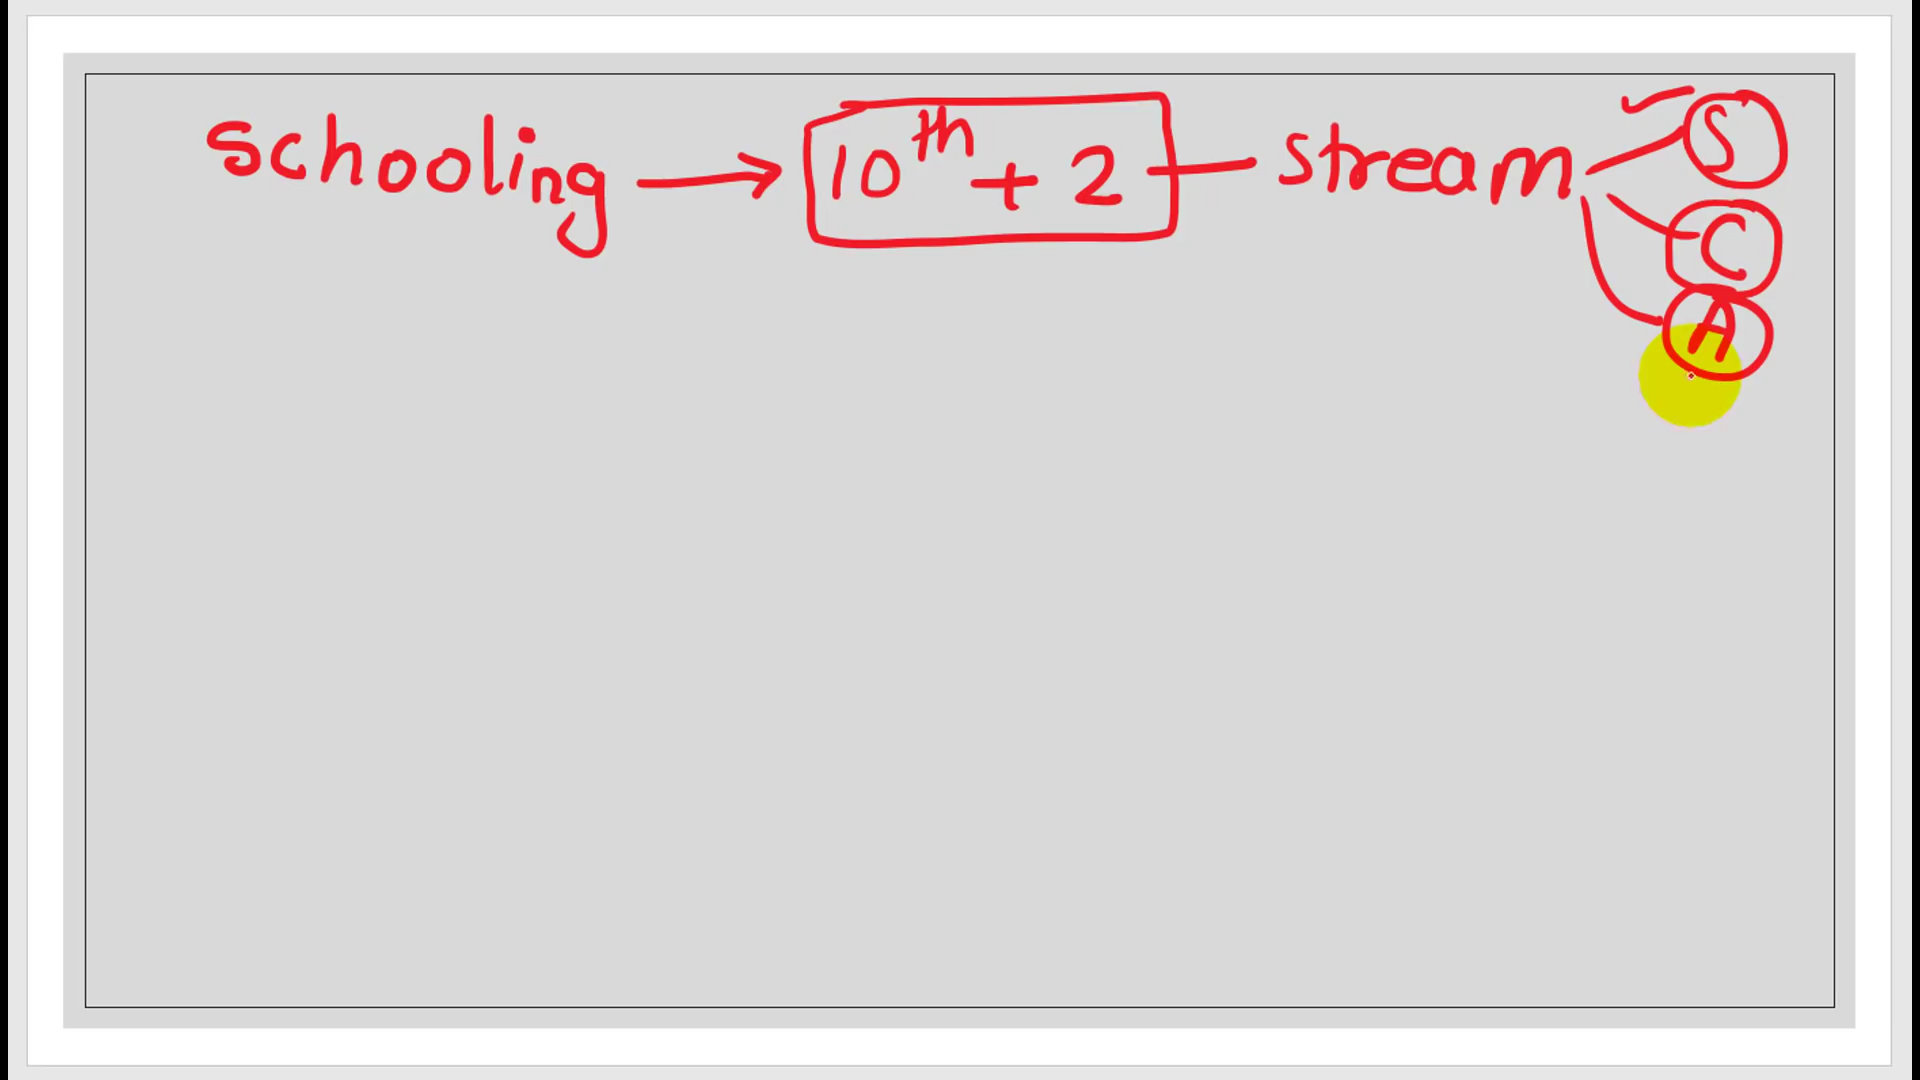 schooling → 10th + 2 — stream S
C
A